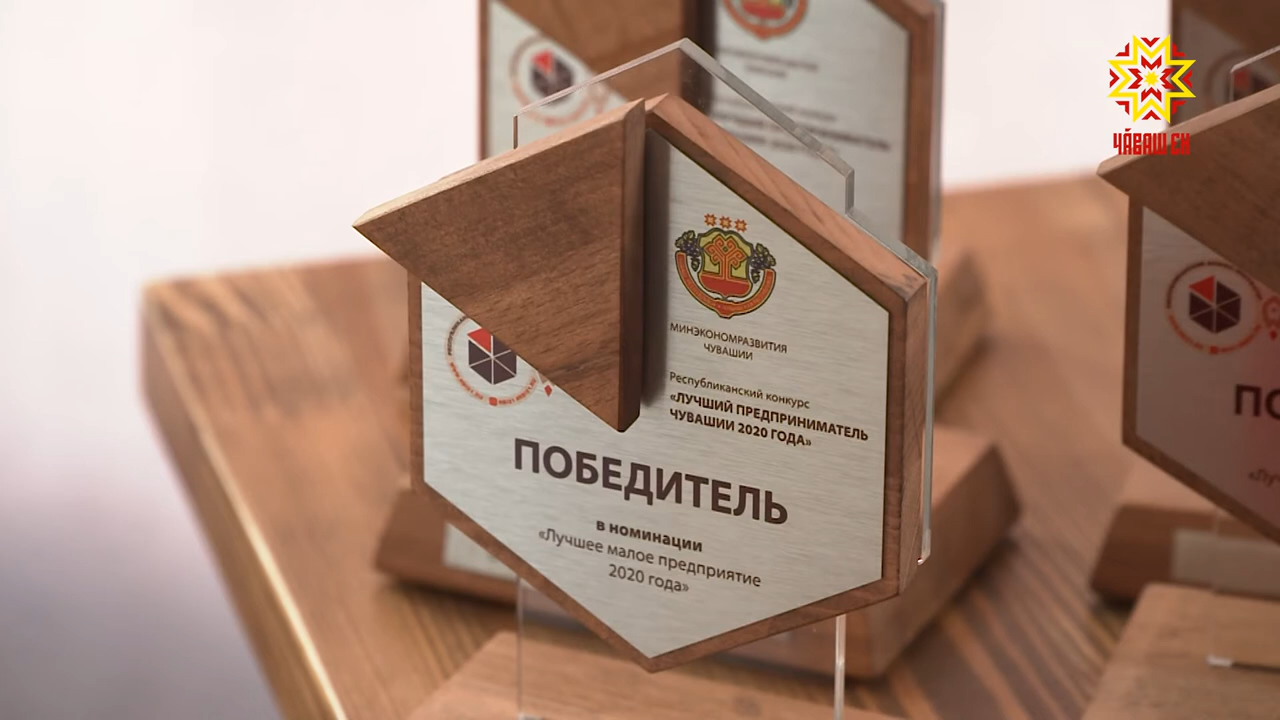 ЧĂВАШ ЕН
МИНЭКОНОМРАЗВИТИЯ
ЧУВАШИИ
Республиканский конкурс
«ЛУЧШИЙ ПРЕДПРИНИМАТЕЛЬ
ЧУВАШИИ 2020 ГОДА»
ПОБЕДИТЕЛЬ
в номинации
«Лучшее малое предприятие
2020 года»